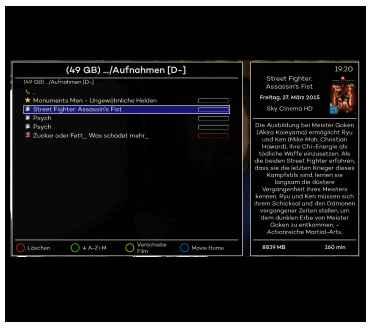 (49 GB) .../Aufnahmen [D-]
(49 GB) .../Aufnahmen [D-]
..
Monuments Men - Ungewöhnliche Helden
Street Fighter: Assassin's Fist
Psych
Psych
Zucker oder Fett_ Was schadet mehr_
Löschen
A-Z>M
Verschiebe Film
Movie Home
19:20
Street Fighter:
Assassin's Fist
Freitag, 27. März 2015
Sky Cinema HD
Die Ausbildung bei Meister Goken
(Akira Koieyama) ermöglicht Ryu
und Ken (Mike Moh, Christian
Howard), ihre Chi-Energie als
tödliche Waffe einzusetzen. Als
die beiden Street Fighter erfahren,
dass sie die letzten Krieger dieses
Kampfstils sind, lernen sie
langsam die düstere
Vergangenheit ihres Meisters
kennen. Ryu und Ken müssen sich
ihrem Schicksal und den Dämonen
vergangener Zeiten stellen, um
dem dunklen Erbe von Meister
Goken zu entkommen. -
Actionreiche Martial-Arts.
8839 MB
160 min